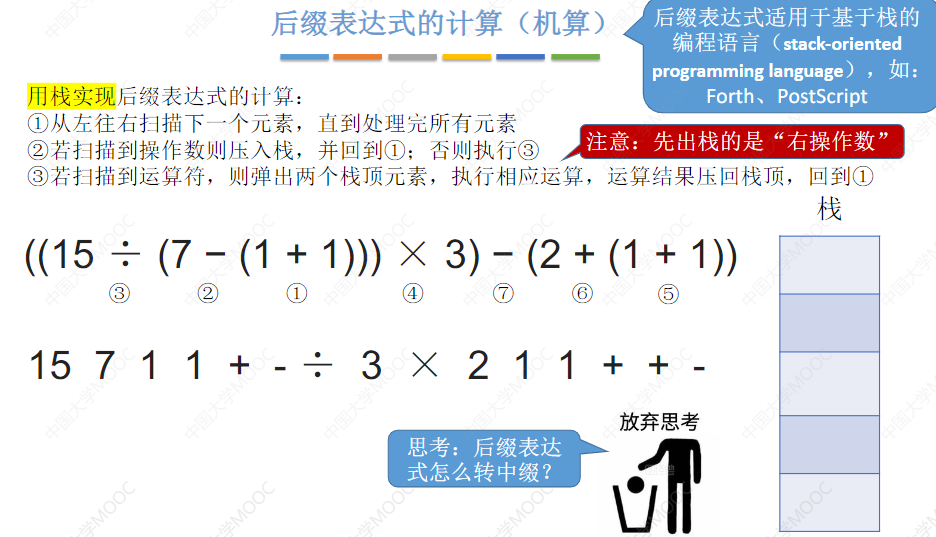 后缀表达式的计算（机算）
后缀表达式适用于基于栈的
编程语言（stack-oriented
programming language），如：
Forth、PostScript
用栈实现后缀表达式的计算：
①从左往右扫描下一个元素，直到处理完所有元素
②若扫描到操作数则压入栈，并回到①；否则执行③
注意：先出栈的是“右操作数”
③若扫描到运算符，则弹出两个栈顶元素，执行相应运算，运算结果压回栈顶，回到①
栈
((15 ÷ (7 − (1 + 1))) × 3) − (2 + (1 + 1))
③ ② ① ④ ⑦ ⑥ ⑤
15 7 1 1 + - ÷ 3 × 2 1 1 + + -
放弃思考
思考：后缀表达
式怎么转中缀？
中国大学MOOC